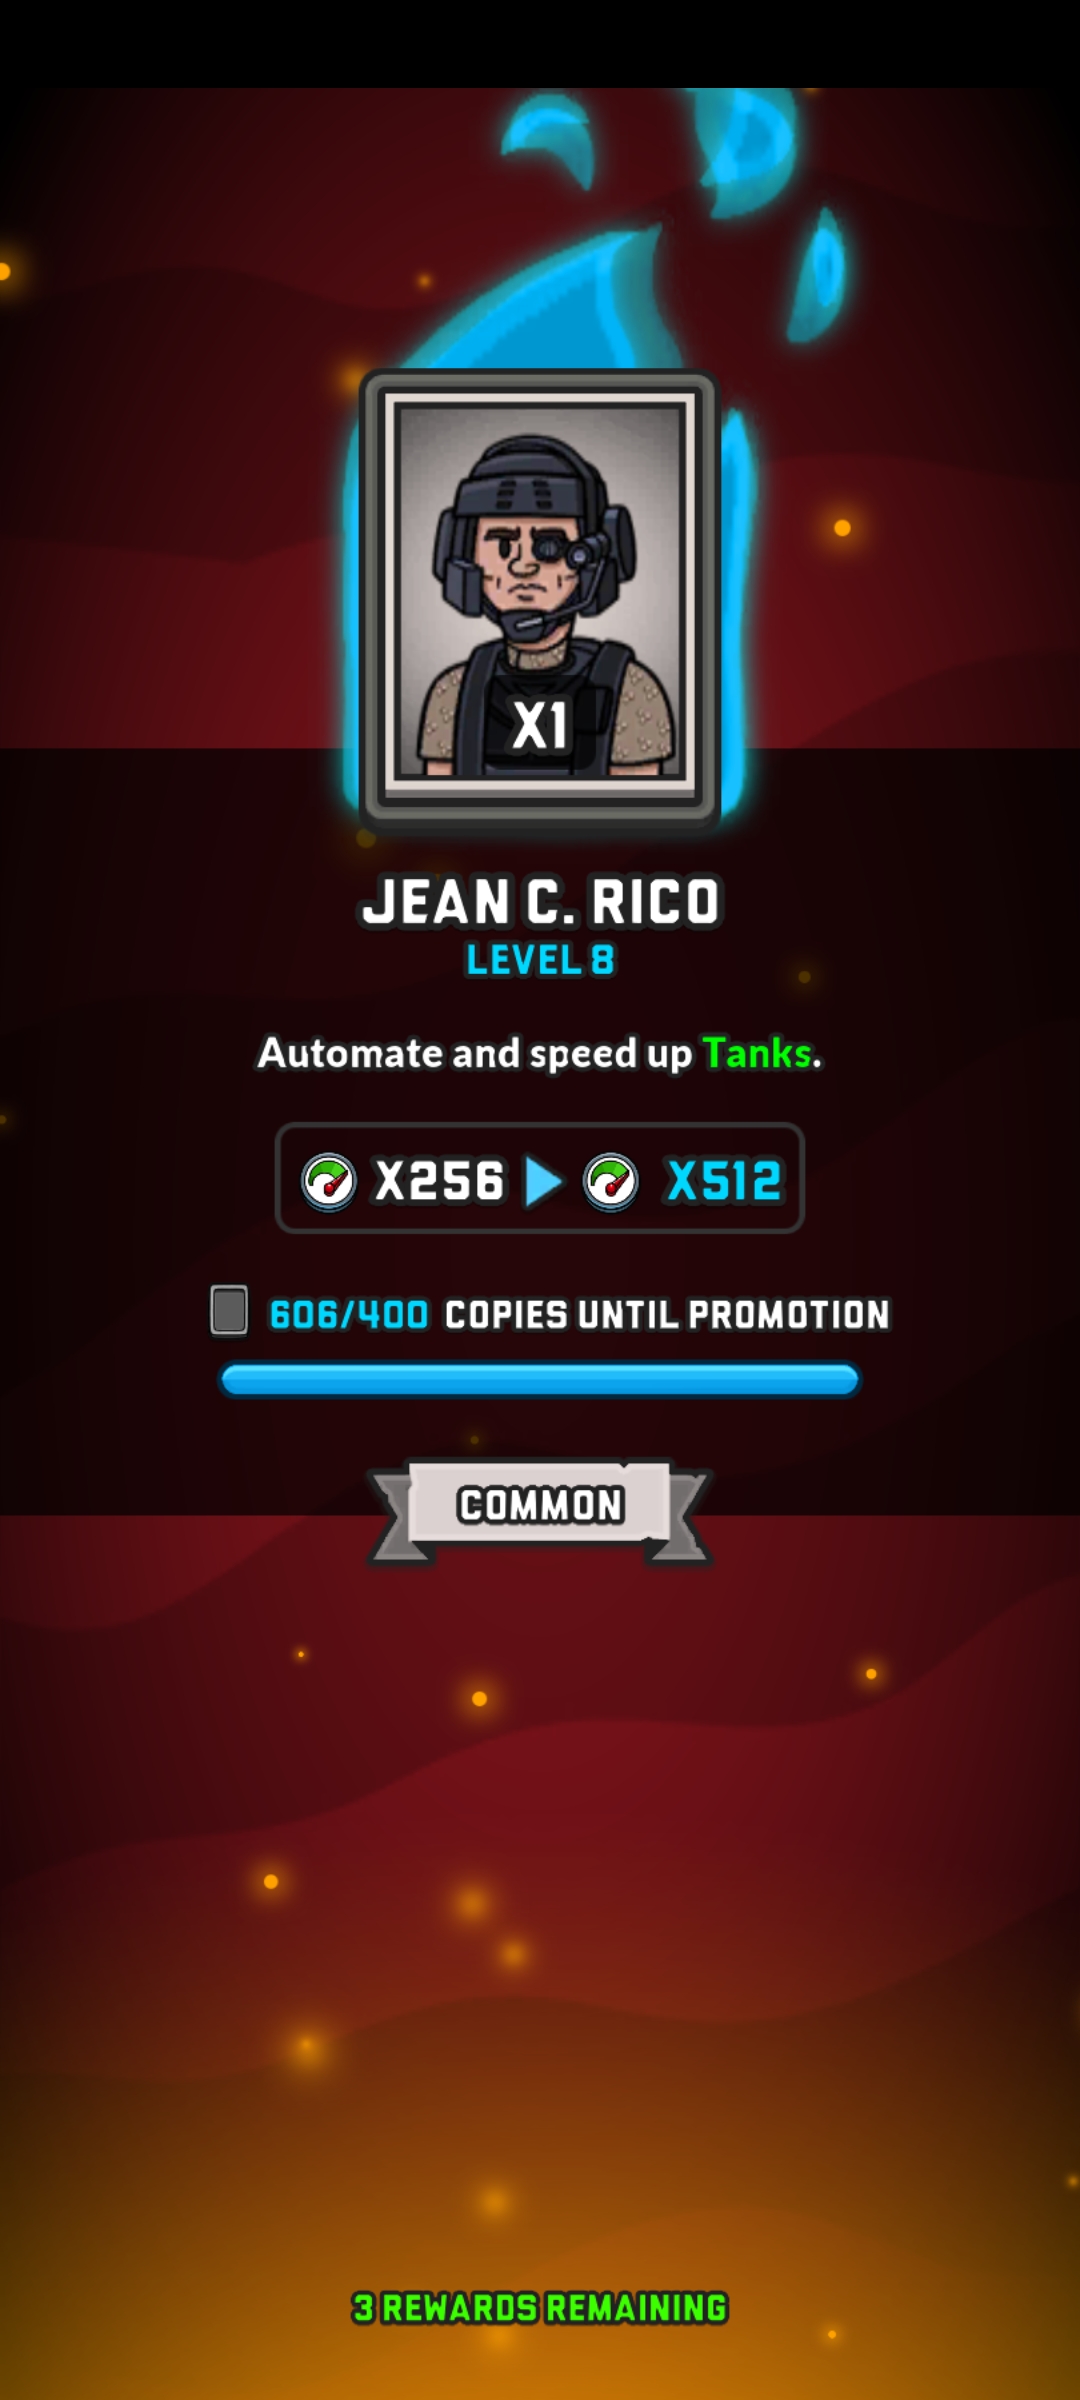 X1
JEAN C. RICO
LEVEL 8
Automate and speed up Tanks.
X256 X512
606/400 COPIES UNTIL PROMOTION
COMMON
3 REWARDS REMAINING